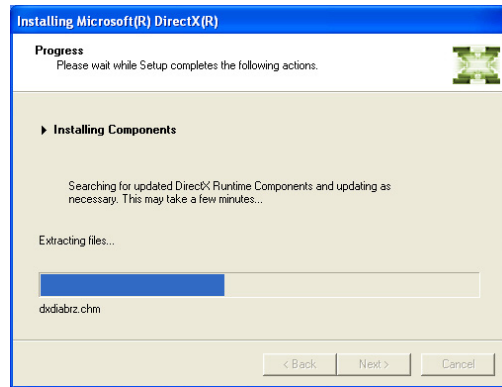 Installing Microsoft(R) DirectX(R)
Progress
Please wait while Setup completes the following actions.
Installing Components
Searching for updated DirectX Runtime Components and updating as
necessary. This may take a few minutes...
Extracting files...
dxdiabrz.chm
< Back Next > Cancel